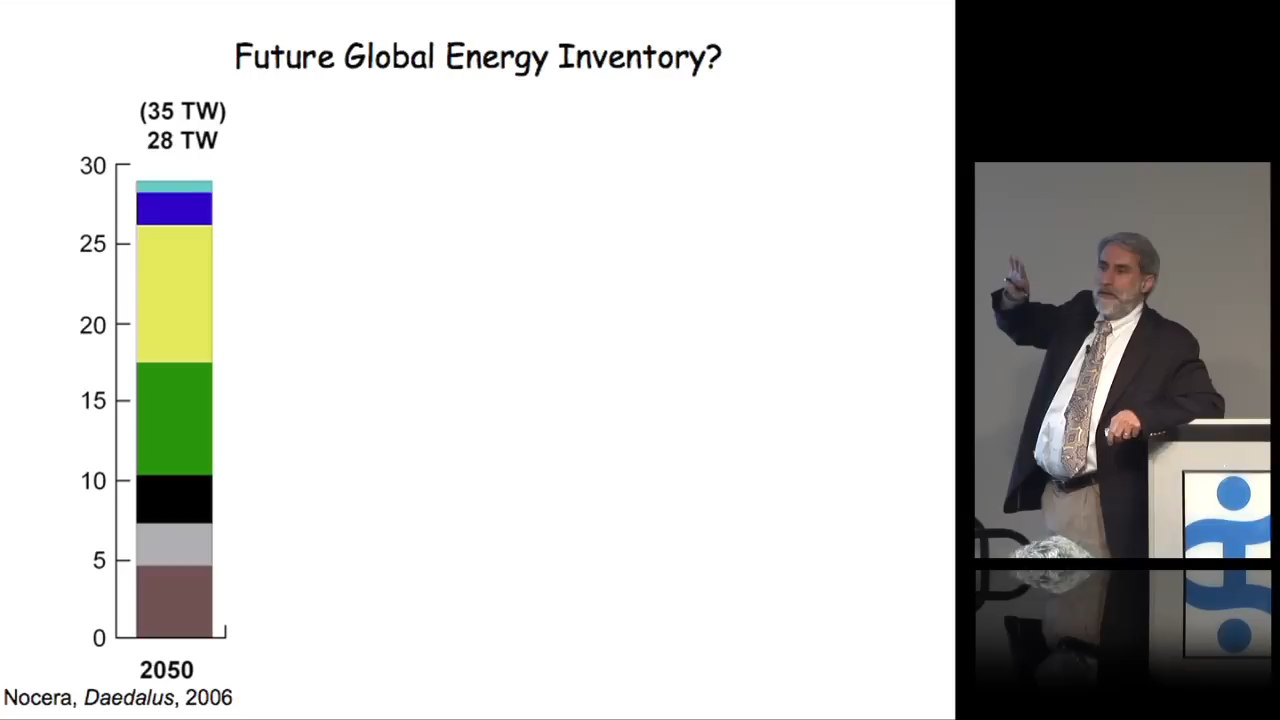 Future Global Energy Inventory?
(35 TW)
28 TW
30
25
20
15
10
5
0
2050
Nocera, Daedalus, 2006